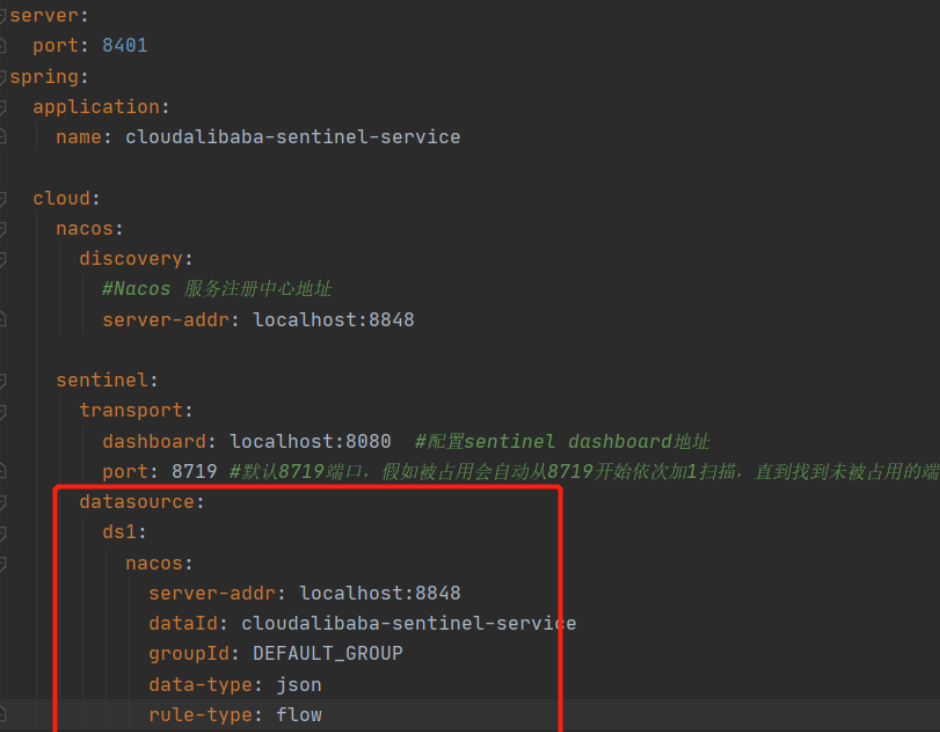 server:
port: 8401
spring:
application:
name: cloudalibaba-sentinel-service
cloud:
nacos:
discovery:
#Nacos 服务注册中心地址
server-addr: localhost:8848
sentinel:
transport:
dashboard: localhost:8080 #配置sentinel dashboard地址
port: 8719 #默认8719端口，假如被占用会自动从8719开始依次加1扫描，直到找到未被占用的端
datasource:
ds1:
nacos:
server-addr: localhost:8848
dataId: cloudalibaba-sentinel-service
groupId: DEFAULT_GROUP
data-type: json
rule-type: flow